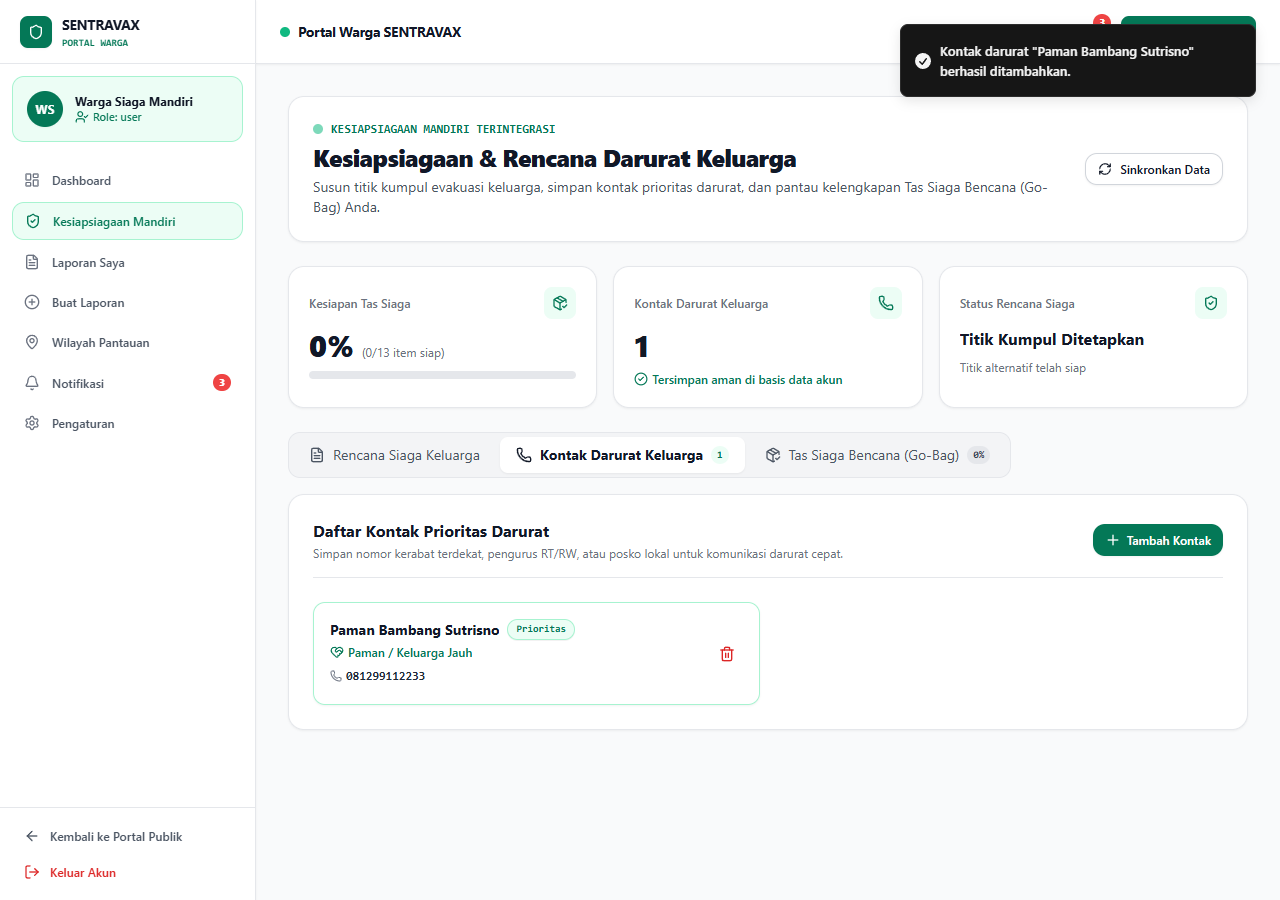 SENTRAVAX
PORTAL WARGA
Portal Warga SENTRAVAX
3
Kontak darurat "Paman Bambang Sutrisno"
berhasil ditambahkan.
WS
Warga Siaga Mandiri
Role: user
Dashboard
Kesiapsiagaan Mandiri
Laporan Saya
Buat Laporan
Wilayah Pantauan
Notifikasi
3
Pengaturan
Kembali ke Portal Publik
Keluar Akun
KESIAPSIAGAAN MANDIRI TERINTEGRASI
Kesiapsiagaan & Rencana Darurat Keluarga
Susun titik kumpul evakuasi keluarga, simpan kontak prioritas darurat, dan pantau kelengkapan Tas Siaga Bencana (Go-
Bag) Anda.
Sinkronkan Data
Kesiapan Tas Siaga
0% (0/13 item siap)
Kontak Darurat Keluarga
1
Tersimpan aman di basis data akun
Status Rencana Siaga
Titik Kumpul Ditetapkan
Titik alternatif telah siap
Rencana Siaga Keluarga
Kontak Darurat Keluarga 1
Tas Siaga Bencana (Go-Bag) 0%
Daftar Kontak Prioritas Darurat
Simpan nomor kerabat terdekat, pengurus RT/RW, atau posko lokal untuk komunikasi darurat cepat.
Tambah Kontak
Paman Bambang Sutrisno Prioritas
Paman / Keluarga Jauh
081299112233